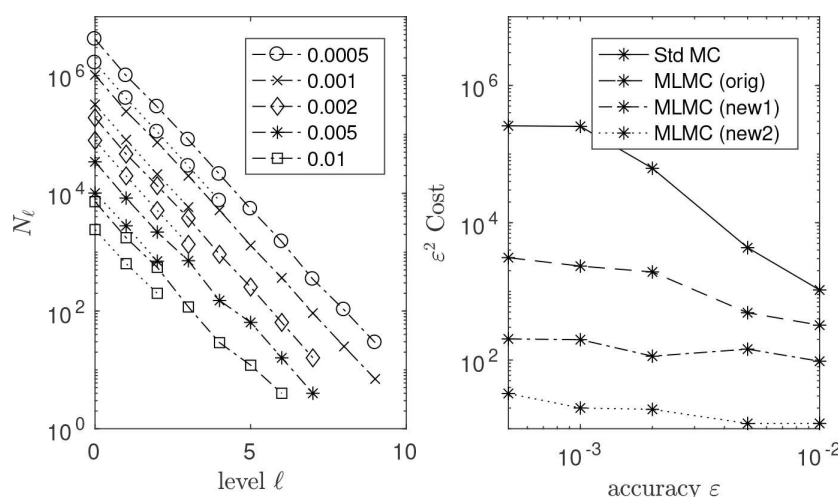 10^6
10^4
10^2
10^0
N_ℓ
0.0005
0.001
0.002
0.005
0.01
0
5
10
level ℓ
10^6
10^4
10^2
ε^2 Cost
Std MC
MLMC (orig)
MLMC (new1)
MLMC (new2)
10^-3
10^-2
accuracy ε